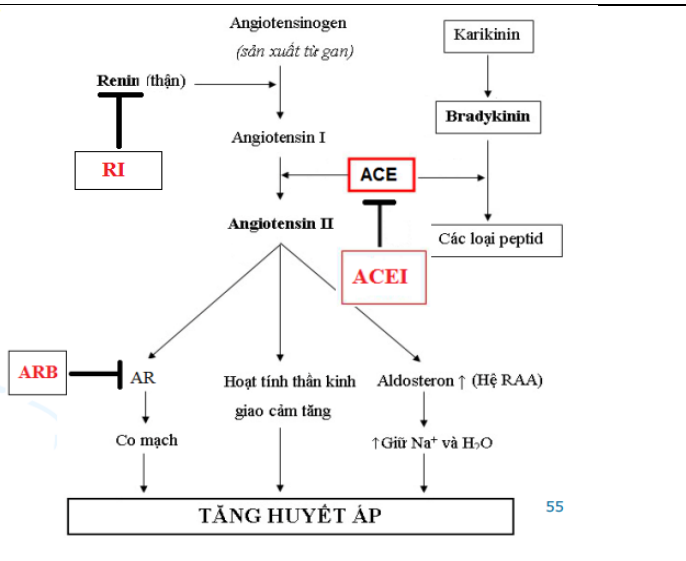 Angiotensinogen
(sản xuất từ gan)
Karikinin
Renin (thận)
Bradykinin
Angiotensin I
RI
ACE
Angiotensin II
Các loại peptid
ACEI
ARB
AR
Hoạt tính thần kinh
giao cảm tăng
Aldosteron ↑ (Hệ RAA)
Co mạch
↑Giữ Na⁺ và H₂O
TĂNG HUYẾT ÁP
55